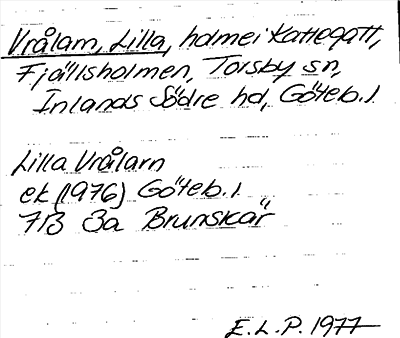 Vrålam, Lilla, holme i Kattegatt,
Fjällsholmen, Torsby sn,
Inlands Södre hd, Göteb. l.
Lilla Vrålam
ek (1976) Göteb. l.
7B 3a Brunskär
E. L. P. 1977